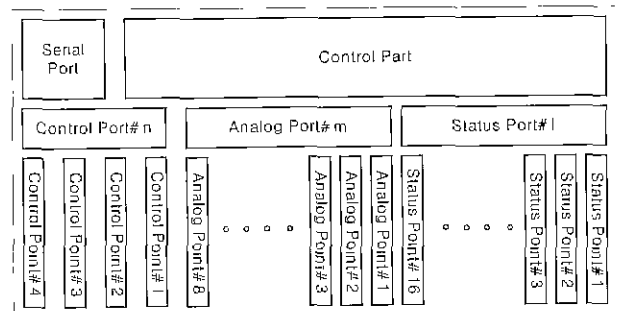 Serial
Port
Control Part
Control Port# n
Analog Port# m
Status Port# l
Control Point# 4
Control Point# 3
Control Point# 2
Control Point# 1
Analog Point# 8
Analog Point# 3
Analog Point# 2
Analog Point# 1
Status Point# 16
Status Point# 3
Status Point# 2
Status Point# 1